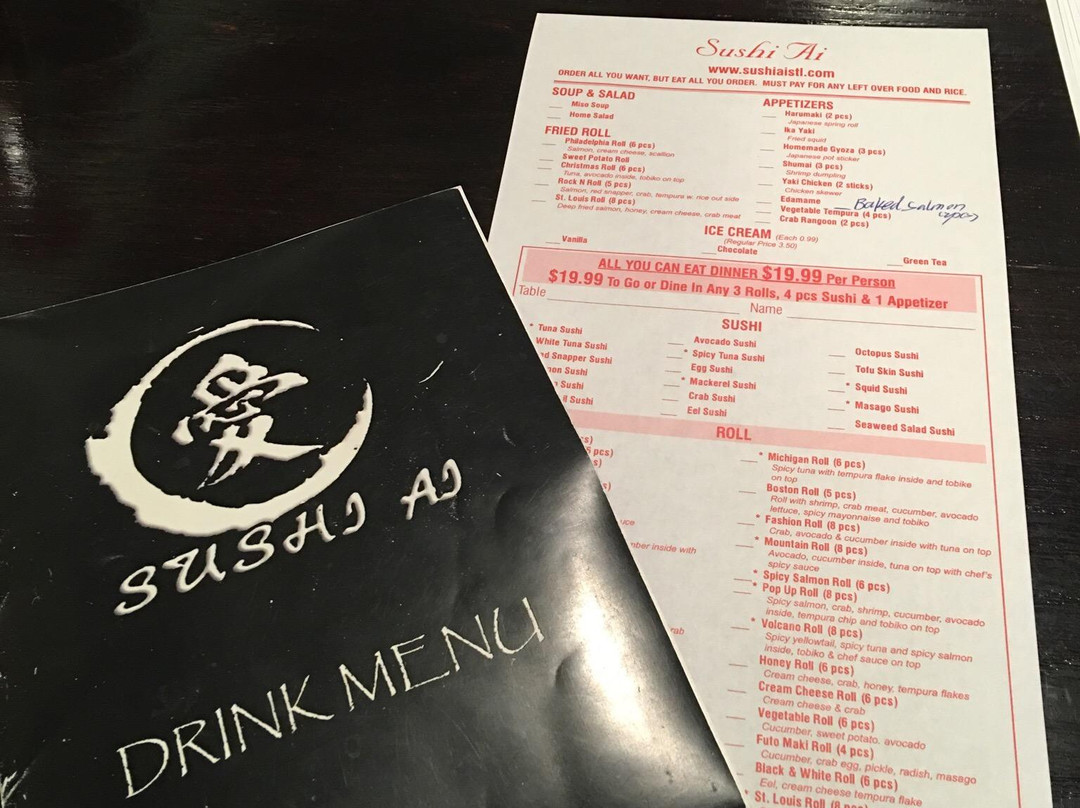 愛
SUSHI AI
DRINK MENU
Sushi Ai
www.sushiaistl.com
ORDER ALL YOU WANT, BUT EAT ALL YOU ORDER. MUST PAY FOR ANY LEFT OVER FOOD AND RICE.
SOUP & SALAD
Miso Soup
Home Salad
FRIED ROLL
Philadelphia Roll (6 pcs)
Salmon, cream cheese, scallion
Sweet Potato Roll
Christmas Roll (6 pcs)
Tuna, avocado inside, tobiko on top
Rock N Roll (5 pcs)
Salmon, red snapper, crab, tempura w. rice out side
St. Louis Roll (8 pcs)
Deep fried salmon, honey, cream cheese, crab meat
APPETIZERS
Harumaki (2 pcs)
Japanese spring roll
Ika Yaki
Fried squid
Homemade Gyoza (3 pcs)
Japanese pot sticker
Shumai (3 pcs)
Shrimp dumpling
Yaki Chicken (2 sticks)
Chicken skewer
Edamame
Baked salmon
Vegetable Tempura (4 pcs)
Crab Rangoon (2 pcs)
ICE CREAM (Each 0.99)
(Regular Price 3.50)
Vanilla
Chocolate
Green Tea
ALL YOU CAN EAT DINNER $19.99 Per Person
$19.99 To Go or Dine In Any 3 Rolls, 4 pcs Sushi & 1 Appetizer
Table Name
SUSHI
* Tuna Sushi
White Tuna Sushi
Snapper Sushi
Sushi
Sushi
Sushi
Avocado Sushi
* Spicy Tuna Sushi
Egg Sushi
* Mackerel Sushi
Crab Sushi
Eel Sushi
Octopus Sushi
Tofu Skin Sushi
* Squid Sushi
* Masago Sushi
Seaweed Salad Sushi
ROLL
pcs)
inside with
* Michigan Roll (6 pcs)
Spicy tuna with tempura flake inside and tobike
on top
Boston Roll (5 pcs)
Roll with shrimp, crab meat, cucumber, avocado
lettuce, spicy mayonnaise and tobiko
* Fashion Roll (8 pcs)
Crab, avocado & cucumber inside with tuna on top
* Mountain Roll (8 pcs)
Avocado, cucumber inside, tuna on top with chef's
spicy sauce
* Spicy Salmon Roll (6 pcs)
* Pop Up Roll (8 pcs)
Spicy salmon, crab, shrimp, cucumber, avocado
inside, tempura chip and tobiko on top
* Volcano Roll (8 pcs)
Spicy yellowtail, spicy tuna and spicy salmon
inside, tobiko & chef sauce on top
Honey Roll (6 pcs)
Cream cheese, crab, honey, tempura flakes
Cream Cheese Roll (6 pcs)
Cream cheese & crab
Vegetable Roll (6 pcs)
Cucumber, sweet potato. avocado
Futo Maki Roll (4 pcs)
Cucumber, crab egg, pickle, radish, masago
Black & White Roll (6 pcs)
Eel, cream cheese tempura flake
* St. Louis Roll (8 pcs)